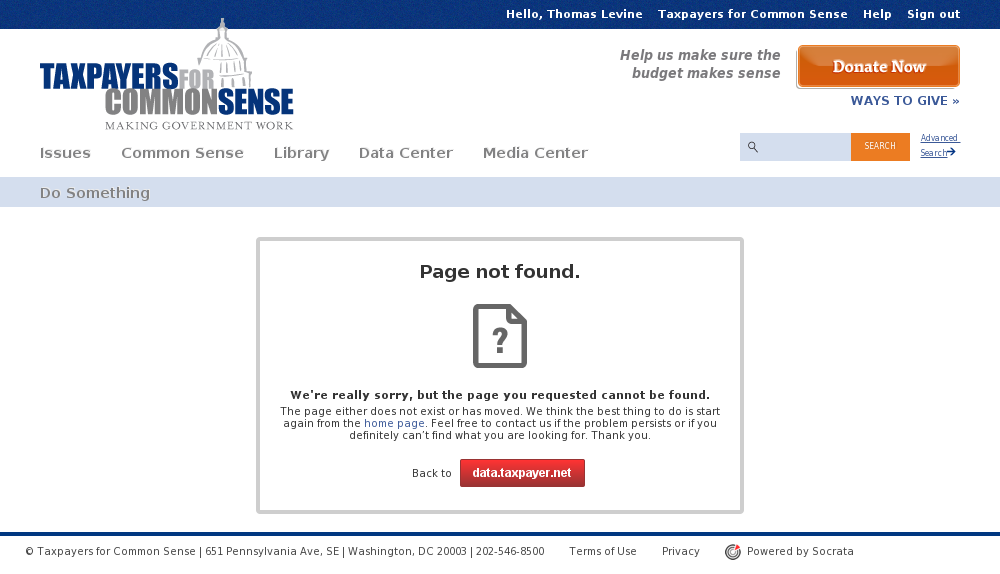 Hello, Thomas Levine Taxpayers for Common Sense Help Sign out
TAXPAYERS FOR
COMMON SENSE
MAKING GOVERNMENT WORK
Help us make sure the
budget makes sense
Donate Now
WAYS TO GIVE »
Issues Common Sense Library Data Center Media Center
SEARCH
Advanced
Search
Do Something
Page not found.
?
We're really sorry, but the page you requested cannot be found.
The page either does not exist or has moved. We think the best thing to do is start
again from the home page. Feel free to contact us if the problem persists or if you
definitely can't find what you are looking for. Thank you.
Back to data.taxpayer.net
© Taxpayers for Common Sense | 651 Pennsylvania Ave, SE | Washington, DC 20003 | 202-546-8500 Terms of Use Privacy Powered by Socrata